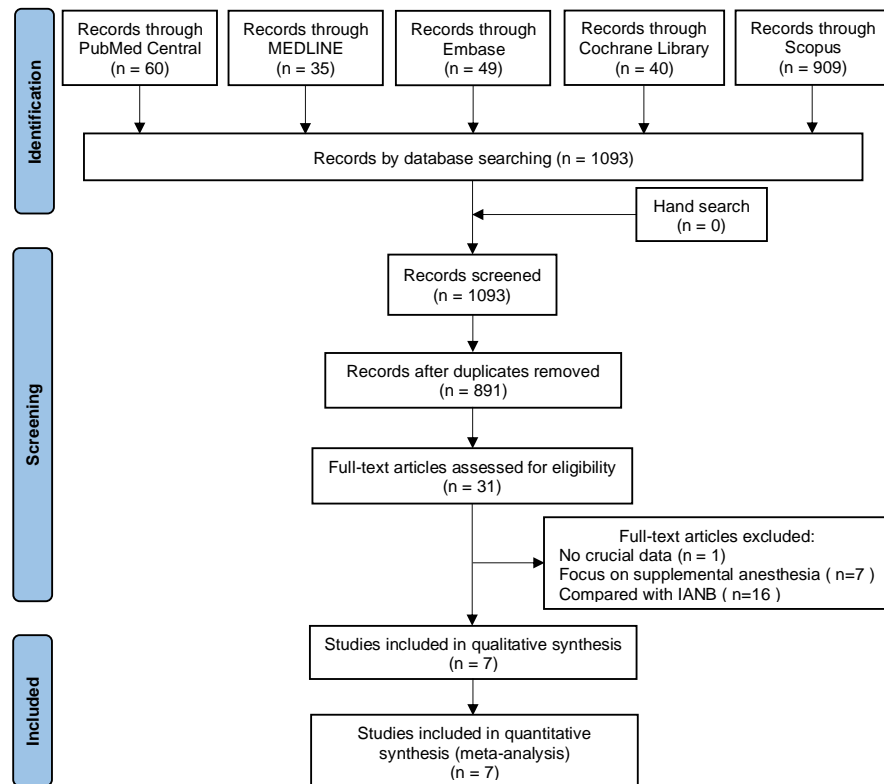 Identification
Records through
PubMed Central
(n = 60)
Records through
MEDLINE
(n = 35)
Records through
Embase
(n = 49)
Records through
Cochrane Library
(n = 40)
Records through
Scopus
(n = 909)
Records by database searching (n = 1093)
Hand search
(n = 0)
Screening
Records screened
(n = 1093)
Records after duplicates removed
(n = 891)
Full-text articles assessed for eligibility
(n = 31)
Full-text articles excluded:
No crucial data (n = 1)
Focus on supplemental anesthesia ( n=7 )
Compared with IANB ( n=16 )
Included
Studies included in qualitative synthesis
(n = 7)
Studies included in quantitative
synthesis (meta-analysis)
(n = 7)